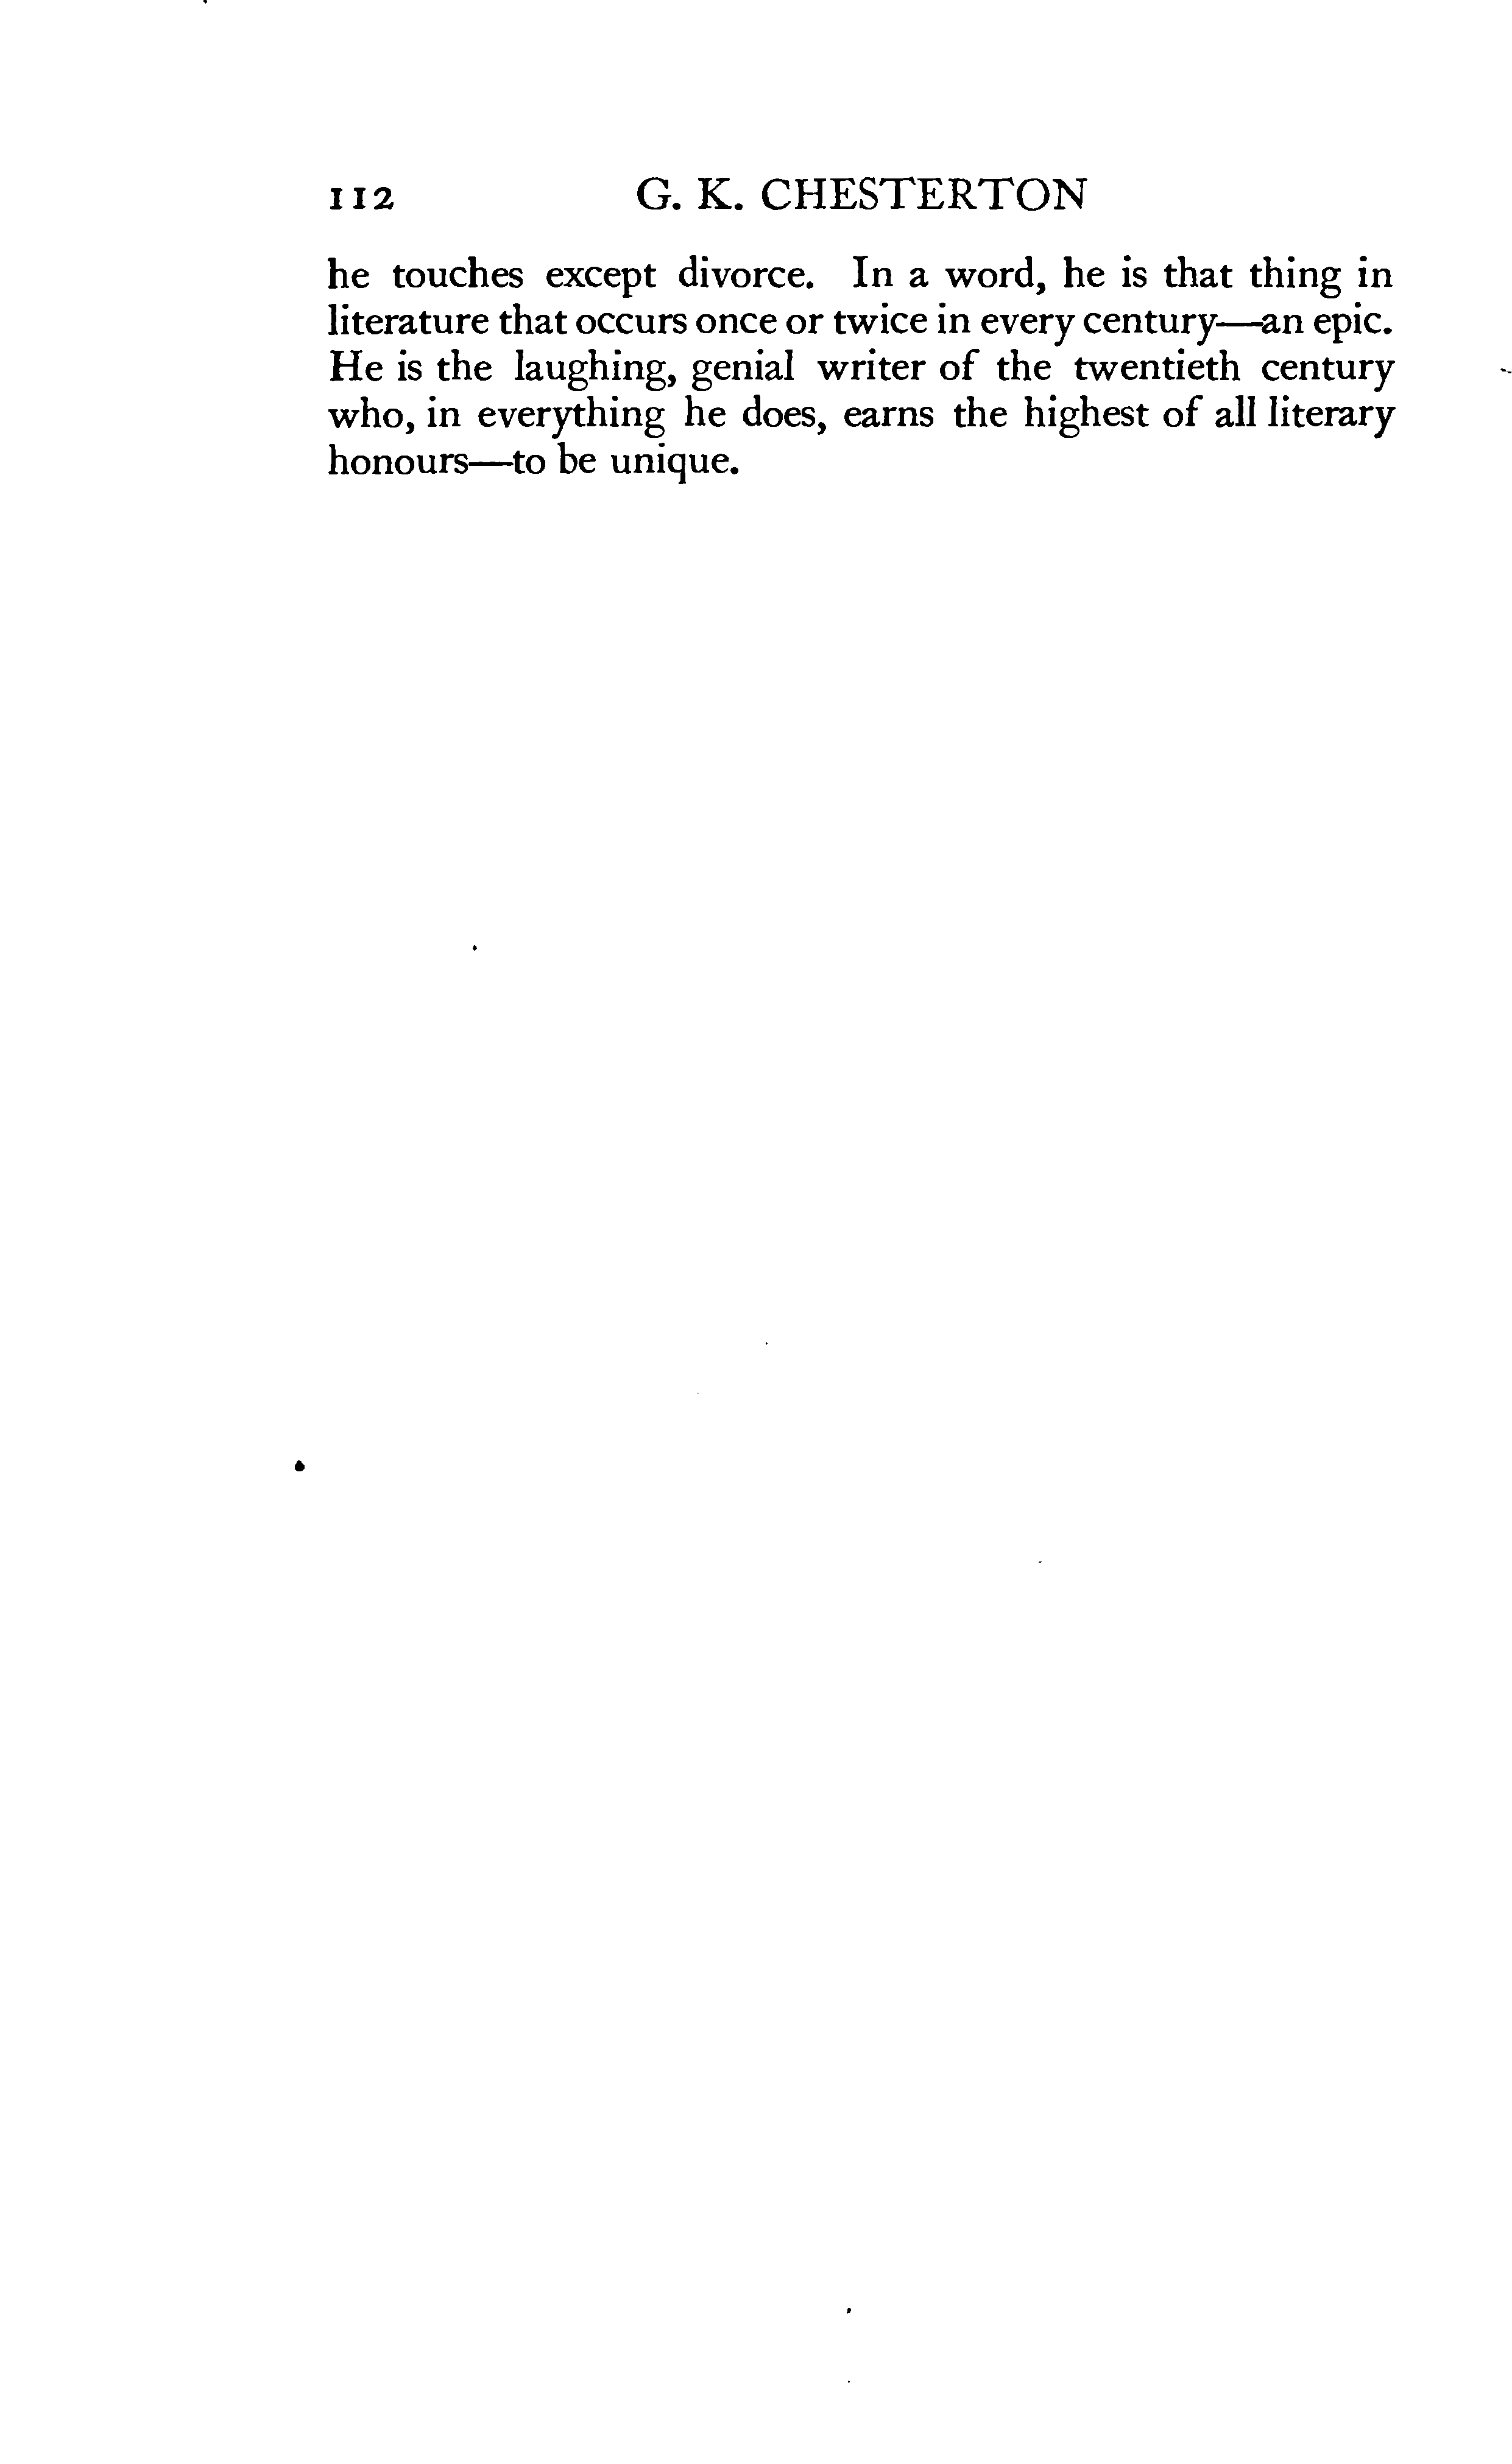 112 G. K. CHESTERTON
he touches except divorce. In a word, he is that thing in
literature that occurs once or twice in every century—an epic.
He is the laughing, genial writer of the twentieth century
who, in everything he does, earns the highest of all literary
honours—to be unique.